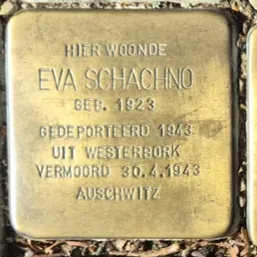 HIER WOONDE
EVA SCHACHNO
GEB. 1923
GEDEPORTEERD 1943
UIT WESTERBORK
VERMOORD 30.4.1943
AUSCHWITZ